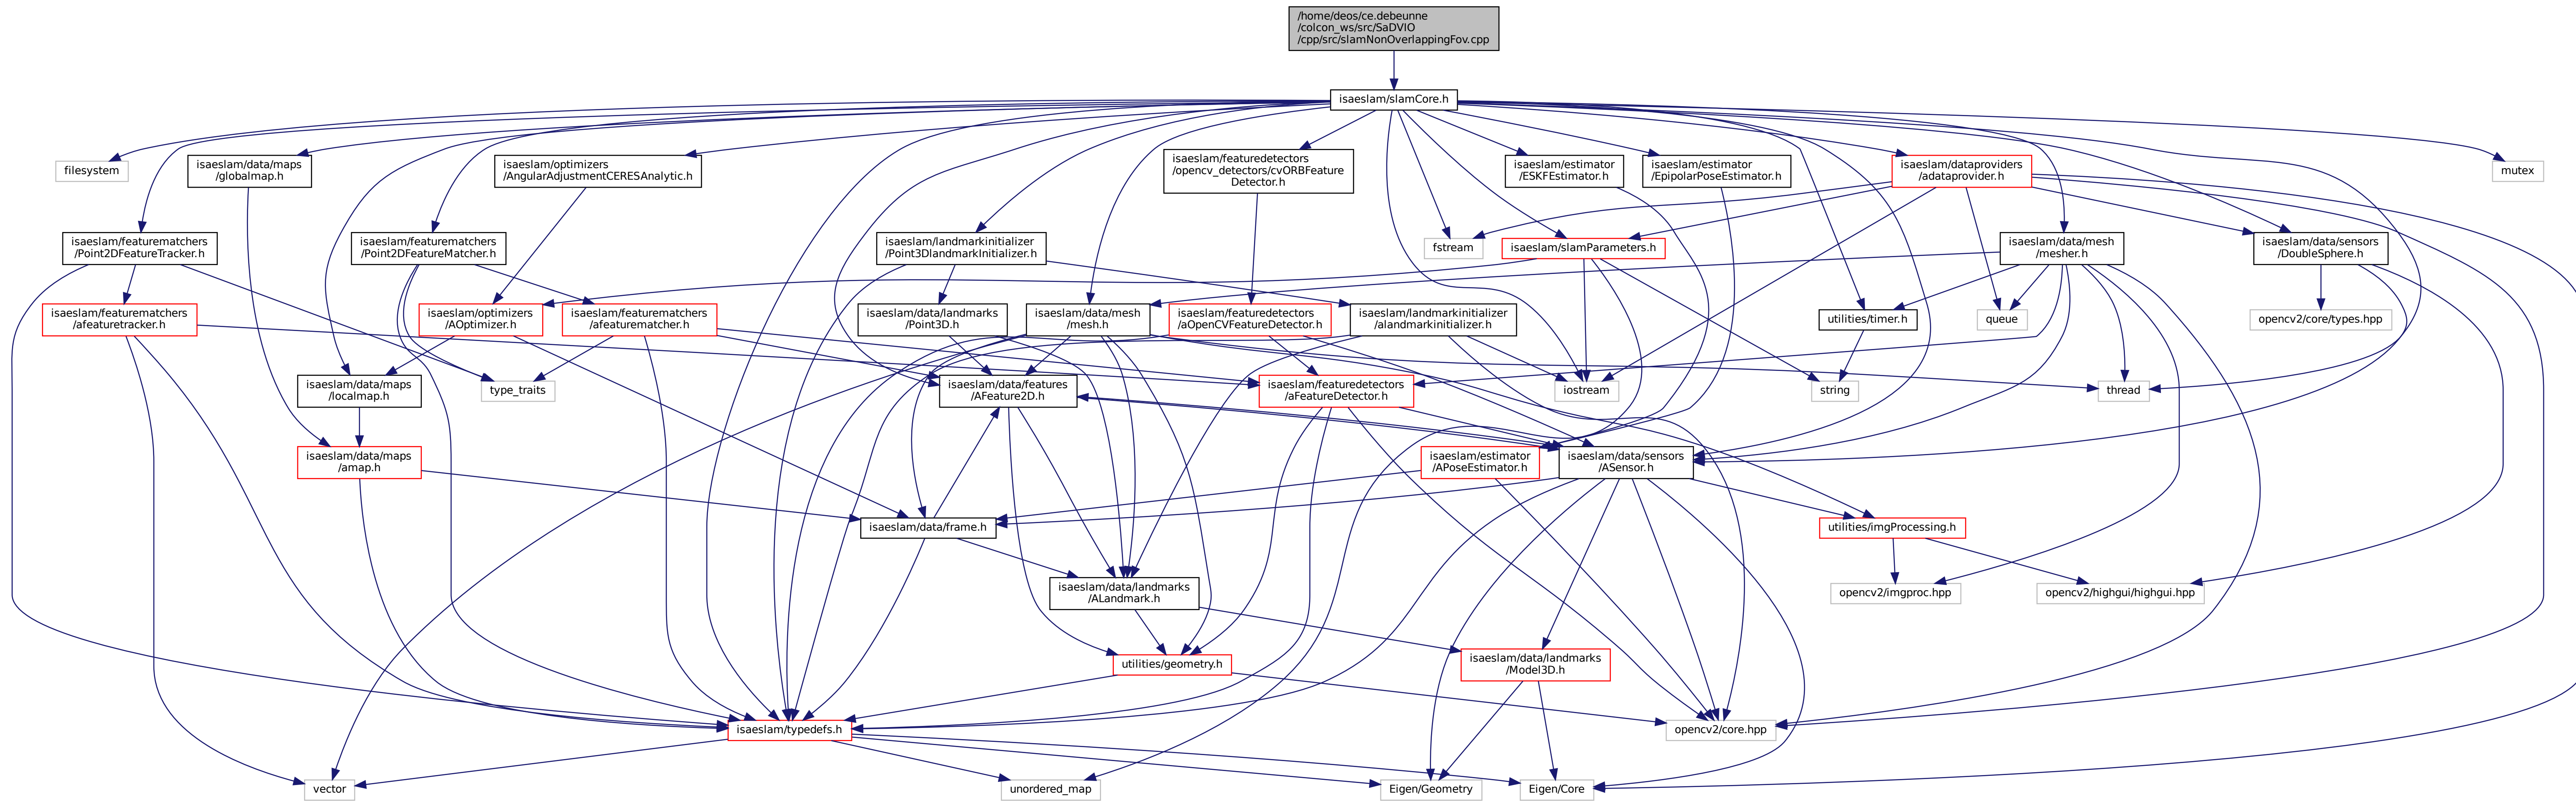 /home/deos/ce.debeunne
/colcon_ws/src/SaDVIO
/cpp/src/slamNonOverlappingFov.cpp
isaeslam/slamCore.h
filesystem
isaeslam/data/maps
/globalmap.h
isaeslam/optimizers
/AngularAdjustmentCERESAnalytic.h
isaeslam/featuredetectors
/opencv_detectors/cvORBFeature
Detector.h
isaeslam/estimator
/ESKFEstimator.h
isaeslam/estimator
/EpipolarPoseEstimator.h
isaeslam/dataproviders
/adataprovider.h
mutex
isaeslam/featurematchers
/Point2DFeatureTracker.h
isaeslam/featurematchers
/Point2DFeatureMatcher.h
isaeslam/landmarkinitializer
/Point3DlandmarkInitializer.h
fstream
isaeslam/slamParameters.h
isaeslam/data/mesh
/mesher.h
isaeslam/data/sensors
/DoubleSphere.h
isaeslam/featurematchers
/afeaturetracker.h
isaeslam/optimizers
/AOptimizer.h
isaeslam/featurematchers
/afeaturematcher.h
isaeslam/data/landmarks
/Point3D.h
isaeslam/data/mesh
/mesh.h
isaeslam/featuredetectors
/aOpenCVFeatureDetector.h
isaeslam/landmarkinitializer
/alandmarkinitializer.h
utilities/timer.h
queue
opencv2/core/types.hpp
isaeslam/data/maps
/localmap.h
type_traits
isaeslam/data/features
/AFeature2D.h
isaeslam/featuredetectors
/aFeatureDetector.h
iostream
string
thread
isaeslam/data/maps
/amap.h
isaeslam/estimator
/APoseEstimator.h
isaeslam/data/sensors
/ASensor.h
isaeslam/data/frame.h
utilities/imgProcessing.h
isaeslam/data/landmarks
/ALandmark.h
opencv2/imgproc.hpp
opencv2/highgui/highgui.hpp
utilities/geometry.h
isaeslam/data/landmarks
/Model3D.h
isaeslam/typedefs.h
opencv2/core.hpp
vector
unordered_map
Eigen/Geometry
Eigen/Core